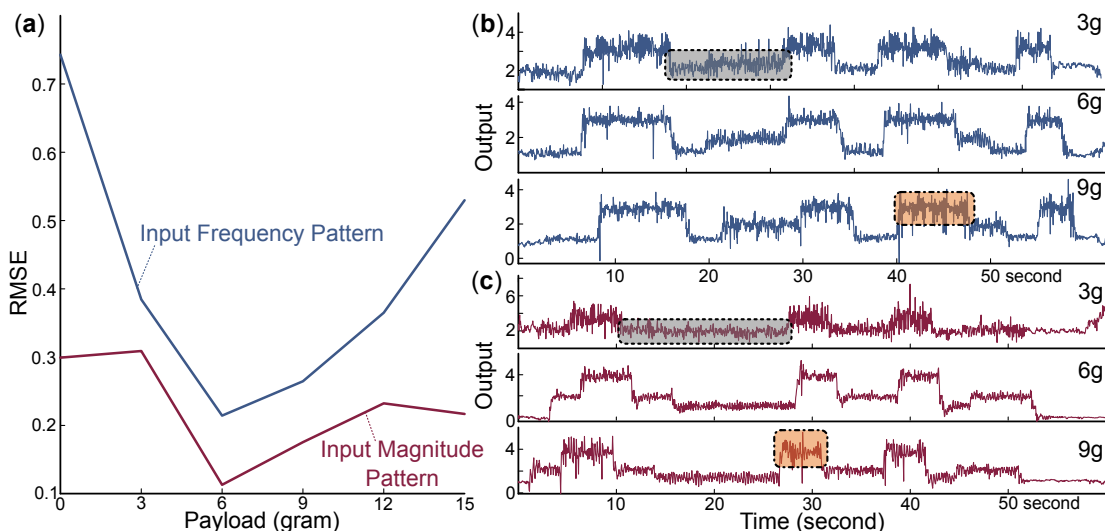 (a)
0.7
0.6
0.5
0.4
0.3
0.2
0.1
RMSE
0 3 6 9 12 15
Payload (gram)
Input Frequency Pattern
Input Magnitude
Pattern
(b)
Output
3g
4
2
6g
4
2
9g
4
2
0
10 20 30 40 50 second
(c)
Output
3g
6
4
2
6g
4
2
0
9g
4
2
0
10 20 30 40 50 second
Time (second)